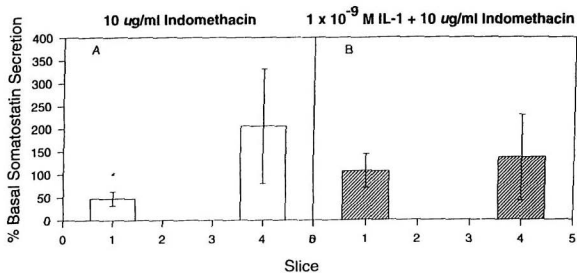 10 ug/ml Indomethacin
1 x 10⁻⁹ M IL-1 + 10 ug/ml Indomethacin
% Basal Somatostatin Secretion
400
350
300
250
200
150
100
50
0
A
B
0 1 2 3 4 0 1 2 3 4 5
Slice